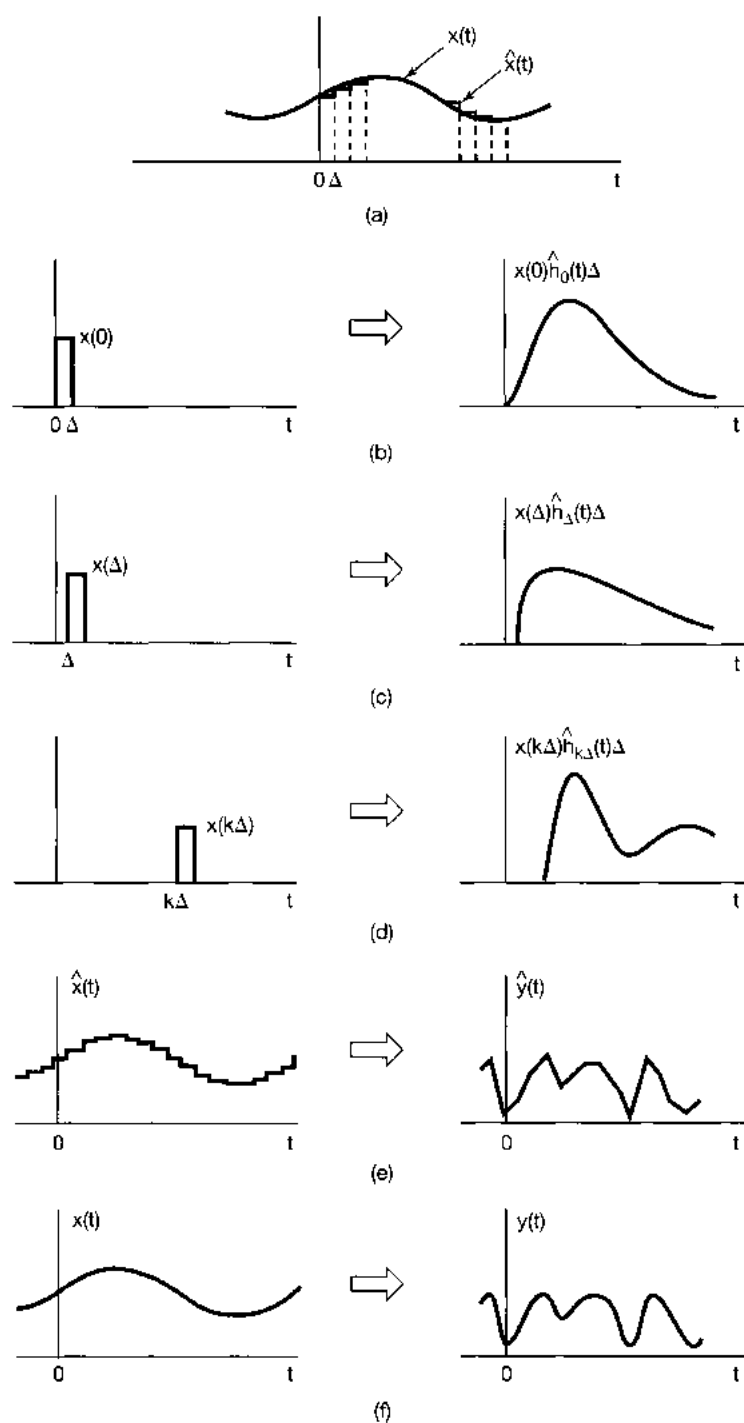 x(t)
x̂(t)
0 Δ t
(a)
x(0) x(0)ĥ₀(t)Δ
0 Δ t t
(b)
x(Δ) x(Δ)ĥ_Δ(t)Δ
Δ t t
(c)
x(kΔ) x(kΔ)ĥ_kΔ(t)Δ
kΔ t t
(d)
x̂(t) ŷ(t)
0 t 0 t
(e)
x(t) y(t)
0 t 0 t
(f)